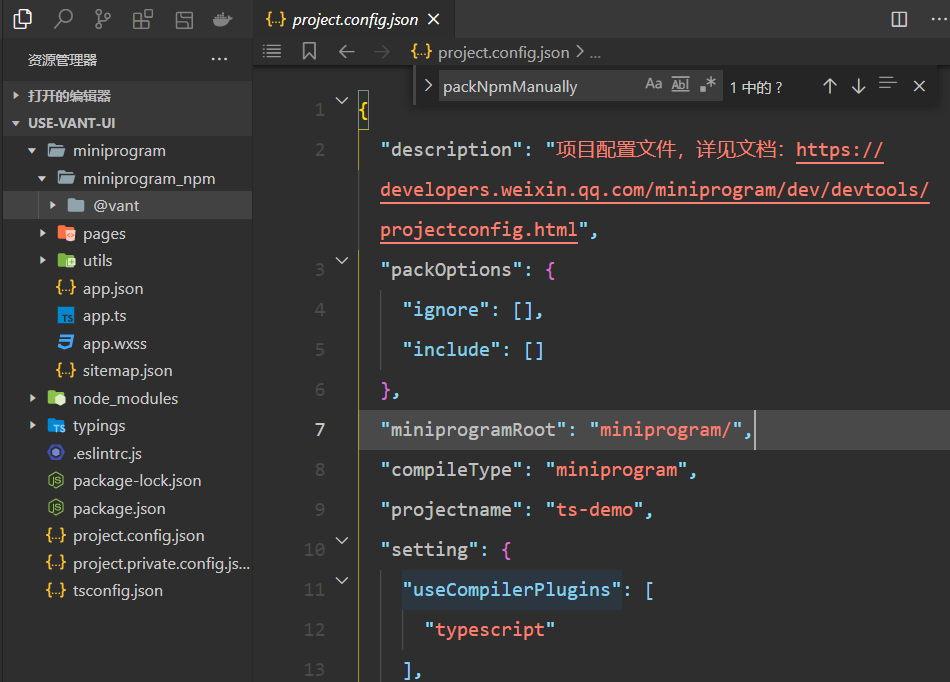 project.config.json
资源管理器
project.config.json > ...
packNpmManually
Aa Abl .*
1 中的 ?
打开的编辑器
USE-VANT-UI
miniprogram
miniprogram_npm
@vant
pages
utils
{..} app.json
TS app.ts
app.wxss
{..} sitemap.json
node_modules
TS typings
.eslintrc.js
JS package-lock.json
JS package.json
{..} project.config.json
{..} project.private.config.js...
{..} tsconfig.json
1 {
2 "description": "项目配置文件，详见文档：https://
developers.weixin.qq.com/miniprogram/dev/devtools/
projectconfig.html",
3 "packOptions": {
4 "ignore": [],
5 "include": []
6 },
7 "miniprogramRoot": "miniprogram/",
8 "compileType": "miniprogram",
9 "projectname": "ts-demo",
10 "setting": {
11 "useCompilerPlugins": [
12 "typescript"
13 ],